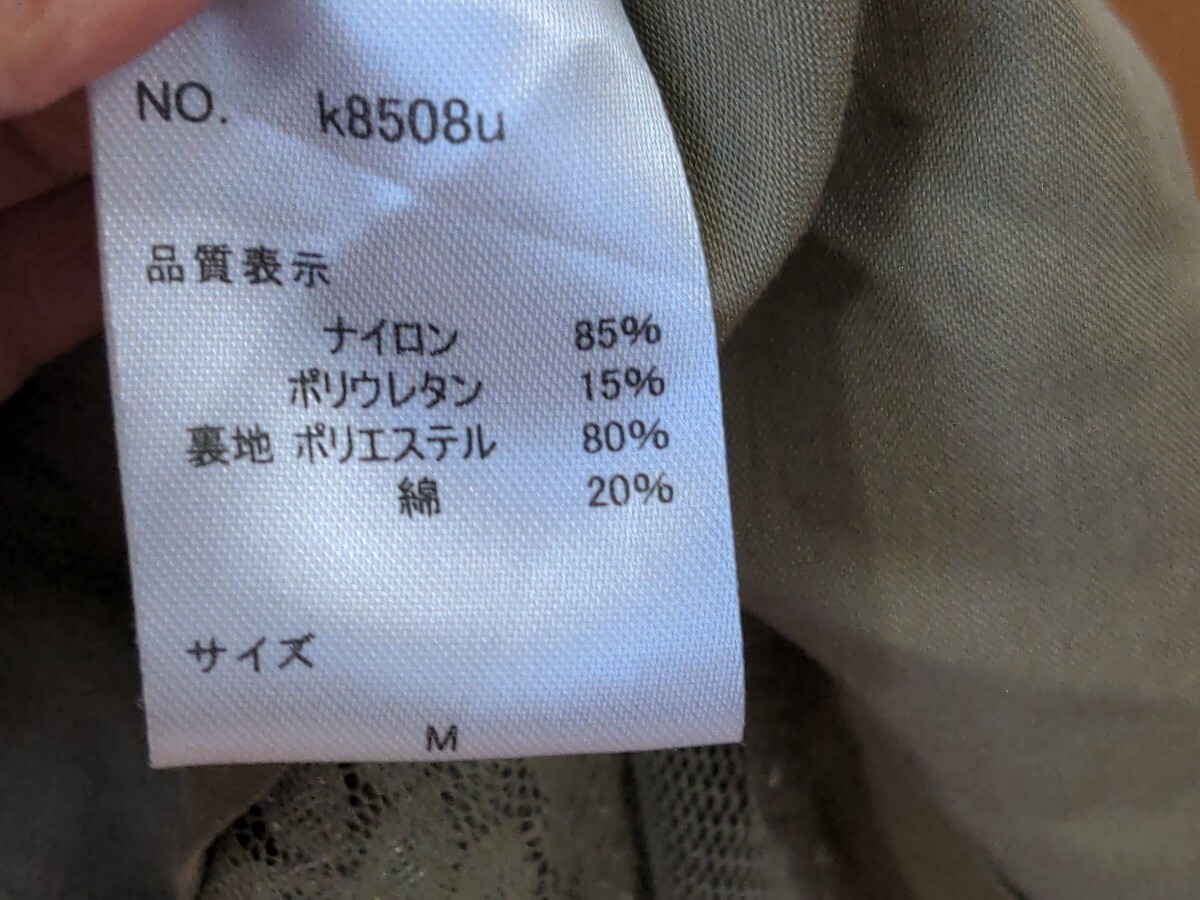 NO. k8508u
品質表示
ナイロン 85%
ポリウレタン 15%
裏地 ポリエステル 80%
綿 20%
サイズ
M